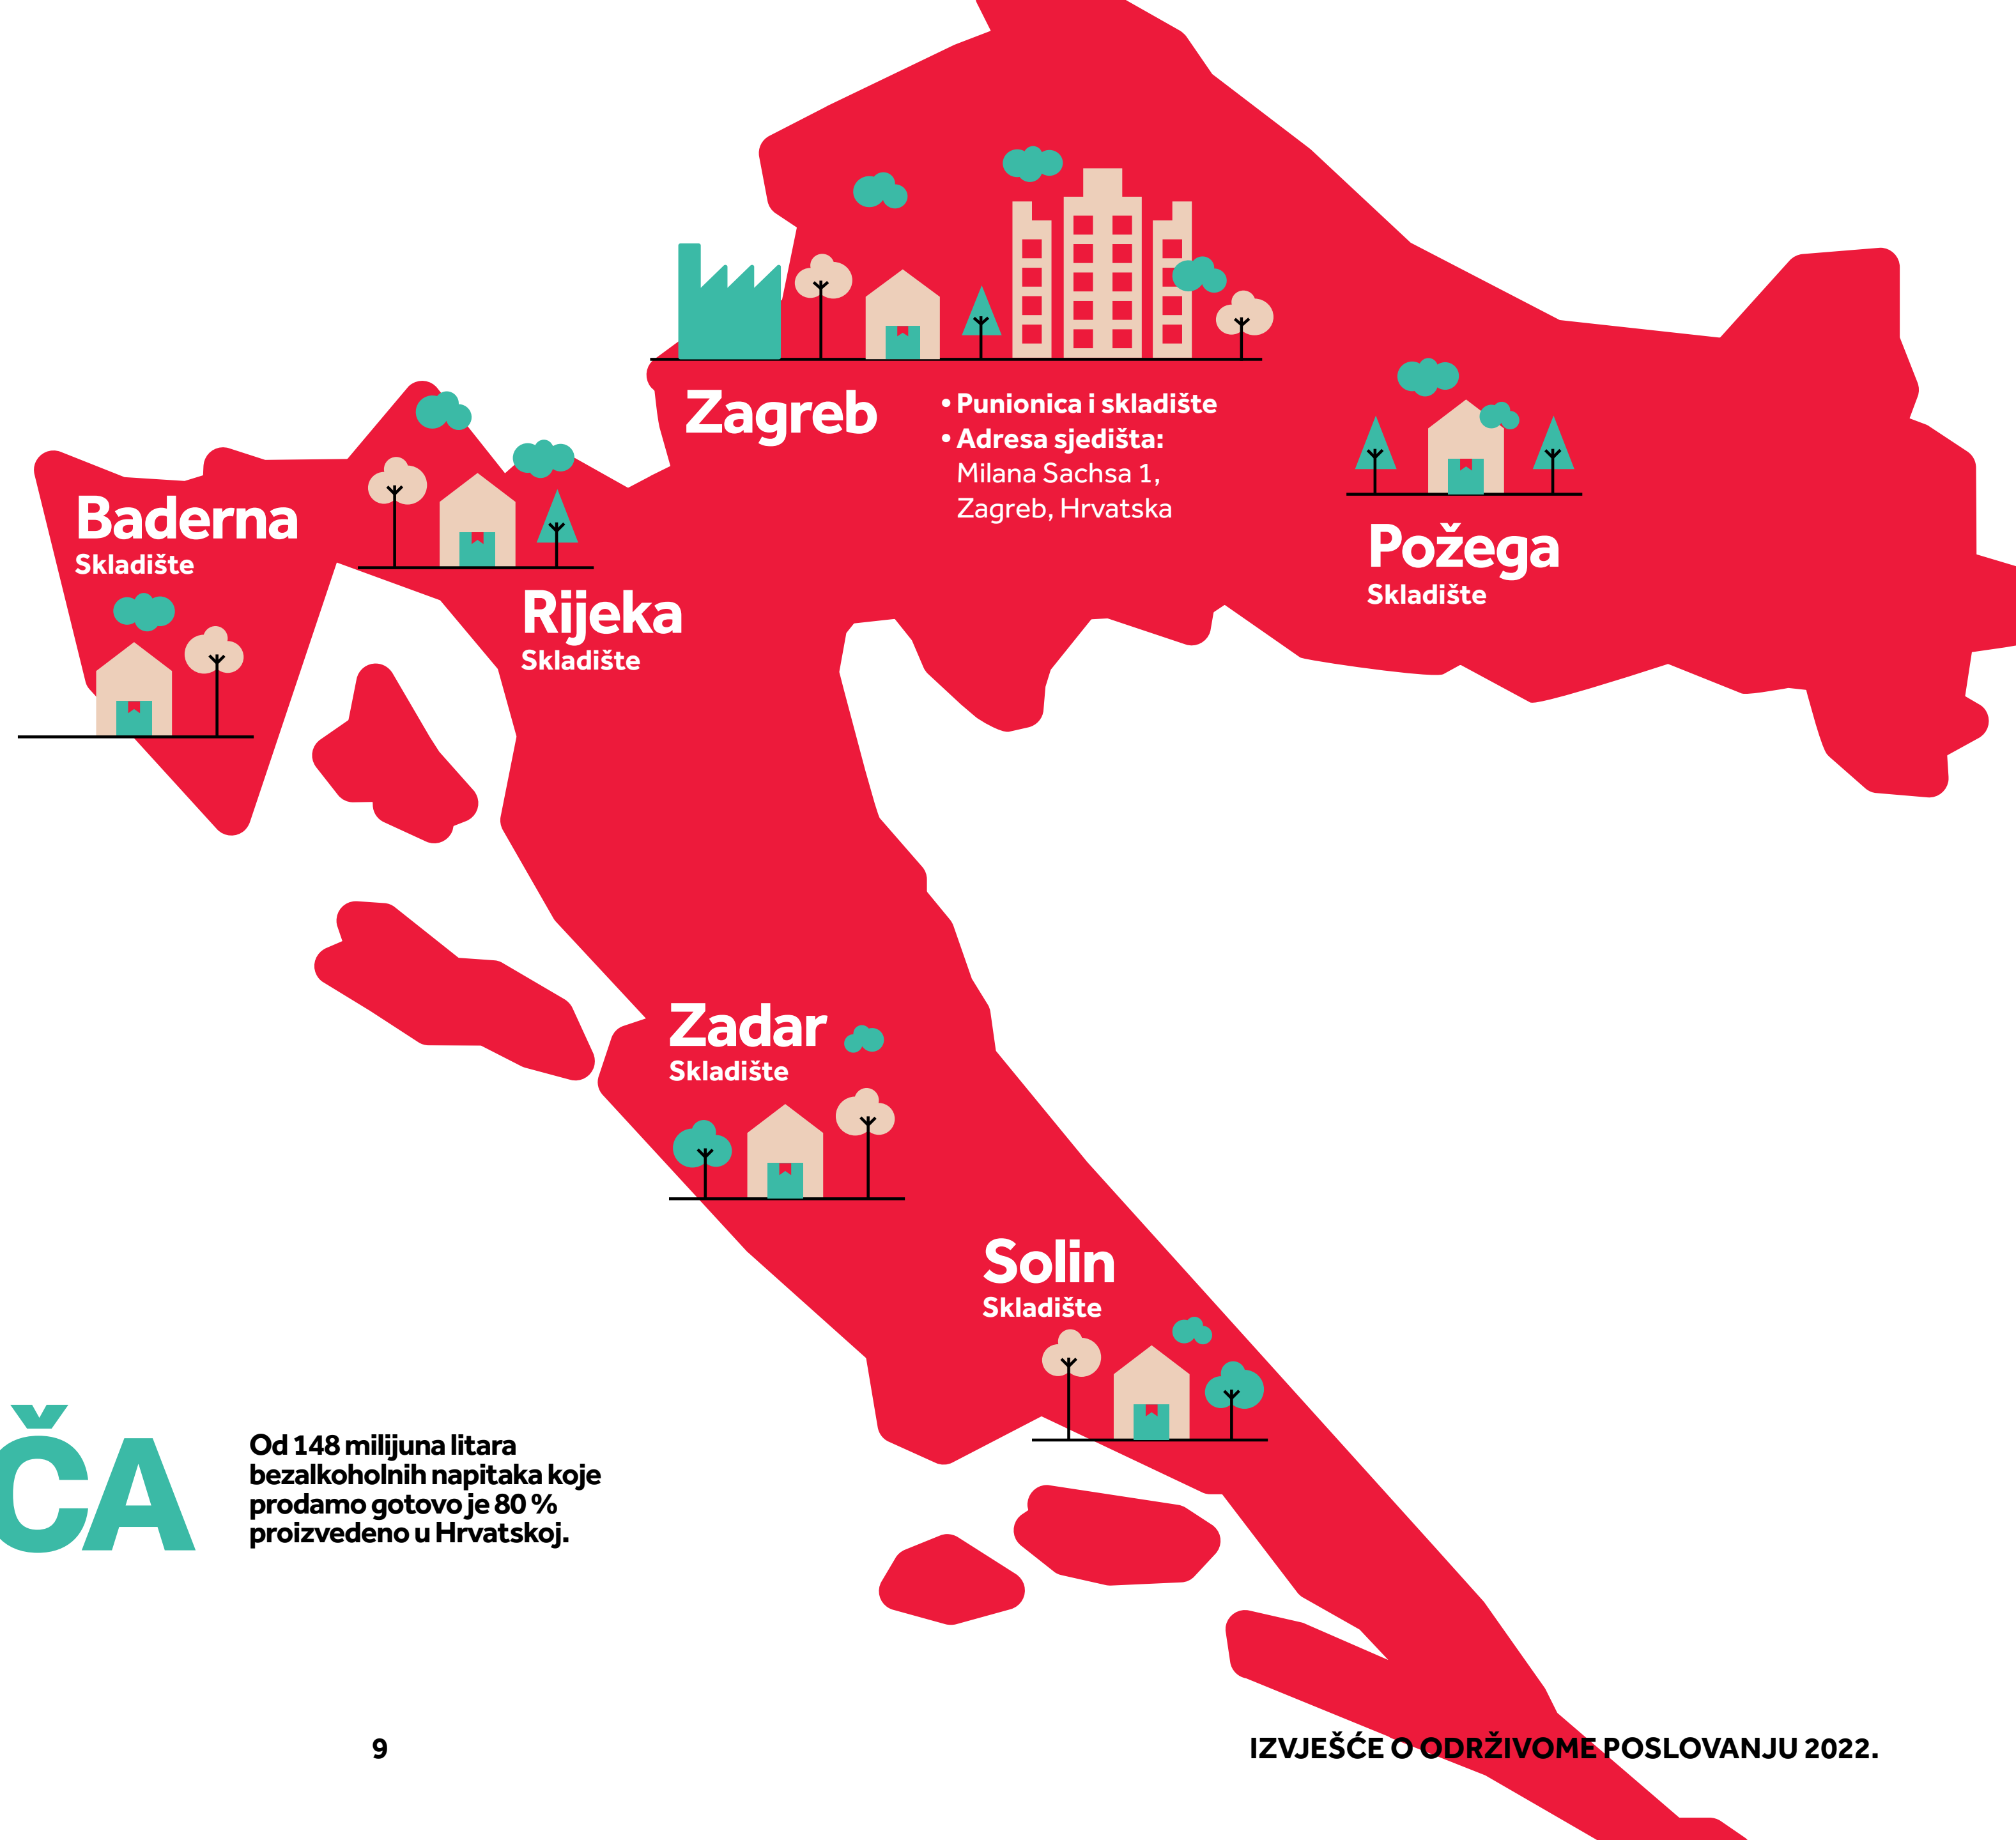 Zagreb
• Punionica i skladište
• Adresa sjedišta:
Milana Sachsa 1,
Zagreb, Hrvatska
Baderna
Skladište
Rijeka
Skladište
Požega
Skladište
Zadar
Skladište
Solin
Skladište
ČA
Od 148 milijuna litara
bezalkoholnih napitaka koje
prodamo gotovo je 80 %
proizvedeno u Hrvatskoj.
9
IZVJEŠĆE O ODRŽIVOME POSLOVANJU 2022.